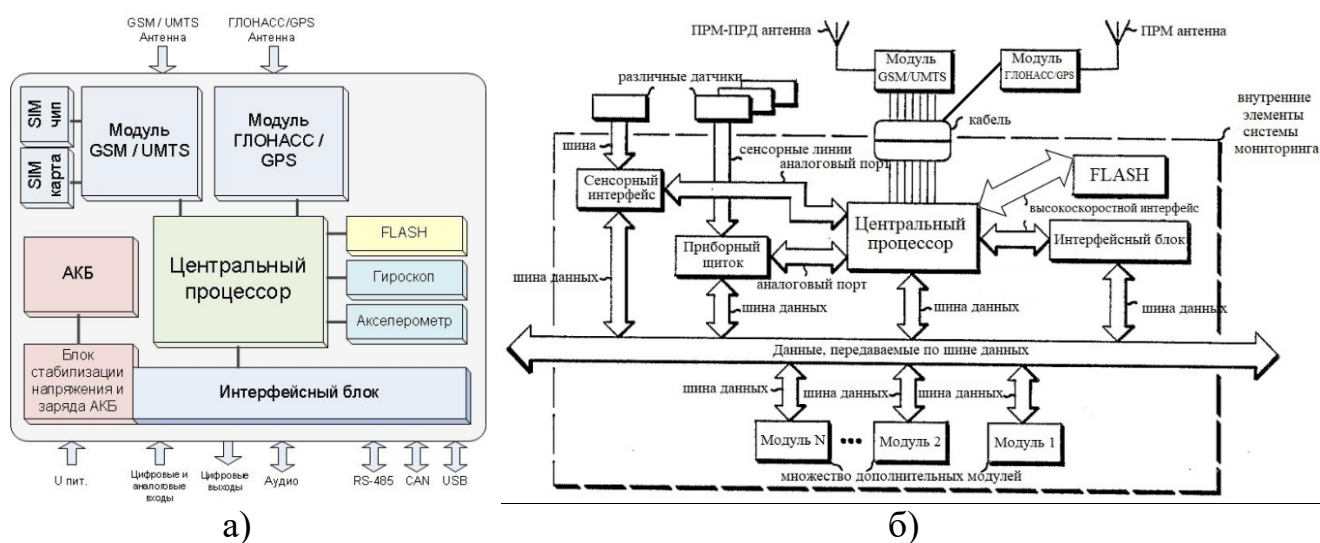 GSM / UMTS
Антенна
ГЛОНАСС/GPS
Антенна
SIM
чип
SIM
карта
Модуль
GSM / UMTS
Модуль
ГЛОНАСС /
GPS
АКБ
Центральный
процессор
FLASH
Гироскоп
Акселерометр
Блок
стабилизации
напряжения и
заряда АКБ
Интерфейсный блок
U пит.
Цифровые и
аналоговые
входы
Цифровые
выходы
Аудио
RS-485
CAN
USB
а)
ПРМ-ПРД антенна
Модуль
GSM/UMTS
Модуль
ГЛОНАСС/GPS
ПРМ антенна
различные датчики
кабель
внутренние
элементы
системы
мониторинга
шина
сенсорные линии
аналоговый порт
Сенсорный
интерфейс
FLASH
высокоскоростной интерфейс
Центральный
процессор
Интерфейсный блок
Приборный
щиток
аналоговый порт
шина данных
шина данных
шина данных
шина данных
Данные, передаваемые по шине данных
шина данных
шина данных
шина данных
Модуль N
Модуль 2
Модуль 1
множество дополнительных модулей
б)